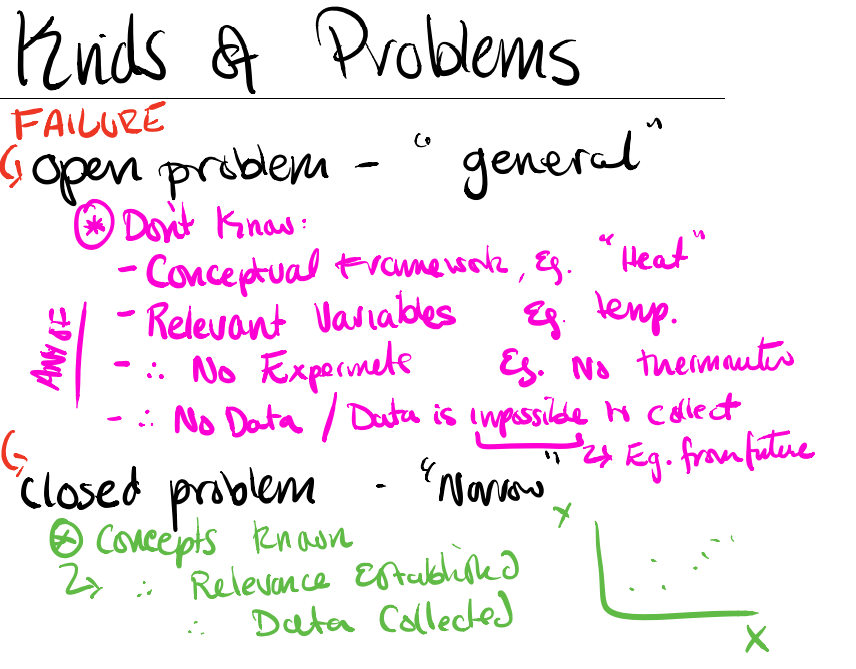 Kinds of Problems
FAILURE
open problem - "general"
* Don't Know:
- Conceptual Framework, Eg. "Heat"
- Relevant Variables Eg. temp.
ANY OF
- ∴ No Experiments Eg. No thermometer
- ∴ No Data / Data is impossible to collect
↳ Eg. from future
closed problem - "Narrow"
* Concepts Known
↳ ∴ Relevance Established
∴ Data Collected
Y
X